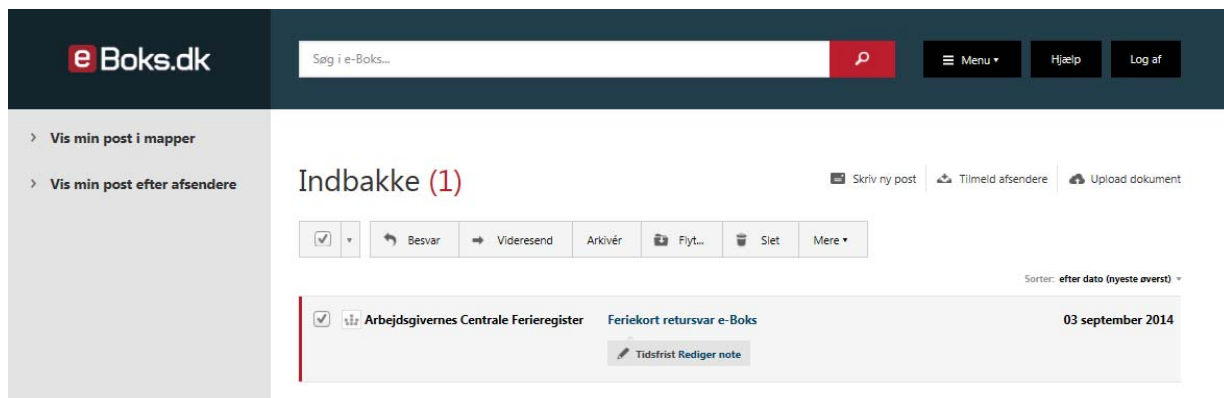 e Boks.dk
Søg i e-Boks...
Menu
Hjælp
Log af
Vis min post i mapper
Vis min post efter afsendere
Indbakke (1)
Skriv ny post
Tilmeld afsendere
Upload dokument
Besvar
Videresend
Arkivér
Flyt...
Slet
Mere
Sorter: efter dato (nyeste øverst)
Arbejdsgivernes Centrale Ferieregister
Feriekort retursvar e-Boks
03 september 2014
Tidsfrist Rediger note